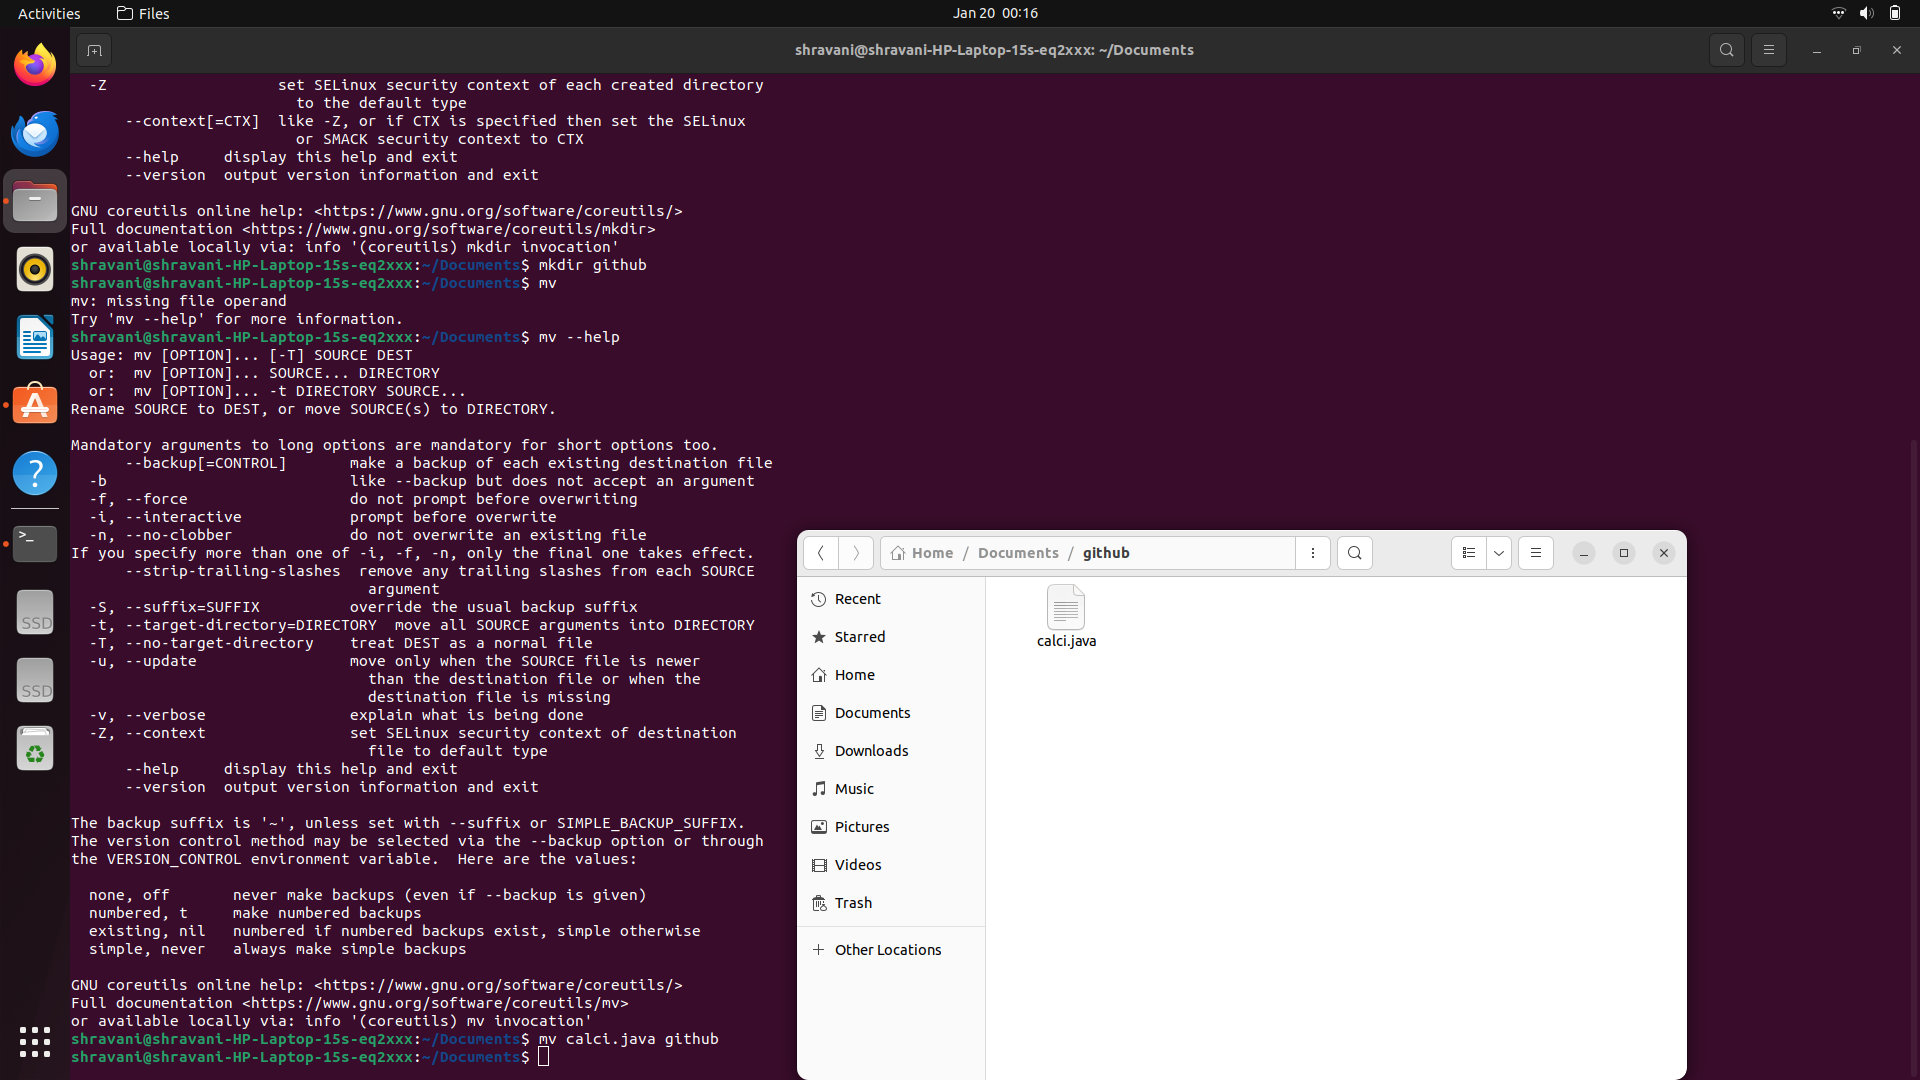 Activities
Files
Jan 20 00:16
shravani@shravani-HP-Laptop-15s-eq2xxx: ~/Documents
-Z set SELinux security context of each created directory
to the default type
--context[=CTX] like -Z, or if CTX is specified then set the SELinux
or SMACK security context to CTX
--help display this help and exit
--version output version information and exit
GNU coreutils online help: <https://www.gnu.org/software/coreutils/>
Full documentation <https://www.gnu.org/software/coreutils/mkdir>
or available locally via: info '(coreutils) mkdir invocation'
shravani@shravani-HP-Laptop-15s-eq2xxx:~/Documents$ mkdir github
shravani@shravani-HP-Laptop-15s-eq2xxx:~/Documents$ mv
mv: missing file operand
Try 'mv --help' for more information.
shravani@shravani-HP-Laptop-15s-eq2xxx:~/Documents$ mv --help
Usage: mv [OPTION]... [-T] SOURCE DEST
or: mv [OPTION]... SOURCE... DIRECTORY
or: mv [OPTION]... -t DIRECTORY SOURCE...
Rename SOURCE to DEST, or move SOURCE(s) to DIRECTORY.
Mandatory arguments to long options are mandatory for short options too.
--backup[=CONTROL] make a backup of each existing destination file
-b like --backup but does not accept an argument
-f, --force do not prompt before overwriting
-i, --interactive prompt before overwrite
-n, --no-clobber do not overwrite an existing file
If you specify more than one of -i, -f, -n, only the final one takes effect.
--strip-trailing-slashes remove any trailing slashes from each SOURCE
argument
-S, --suffix=SUFFIX override the usual backup suffix
-t, --target-directory=DIRECTORY move all SOURCE arguments into DIRECTORY
-T, --no-target-directory treat DEST as a normal file
-u, --update move only when the SOURCE file is newer
than the destination file or when the
destination file is missing
-v, --verbose explain what is being done
-Z, --context set SELinux security context of destination
file to default type
--help display this help and exit
--version output version information and exit
The backup suffix is '~', unless set with --suffix or SIMPLE_BACKUP_SUFFIX.
The version control method may be selected via the --backup option or through
the VERSION_CONTROL environment variable. Here are the values:
none, off never make backups (even if --backup is given)
numbered, t make numbered backups
existing, nil numbered if numbered backups exist, simple otherwise
simple, never always make simple backups
GNU coreutils online help: <https://www.gnu.org/software/coreutils/>
Full documentation <https://www.gnu.org/software/coreutils/mv>
or available locally via: info '(coreutils) mv invocation'
shravani@shravani-HP-Laptop-15s-eq2xxx:~/Documents$ mv calci.java github
shravani@shravani-HP-Laptop-15s-eq2xxx:~/Documents$
Home / Documents / github
Recent
Starred
Home
Documents
Downloads
Music
Pictures
Videos
Trash
+ Other Locations
calci.java
SSD
SSD